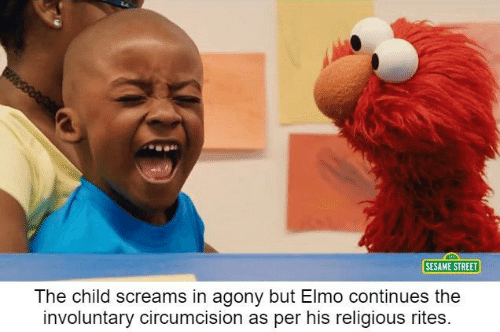 SESAME STREET
The child screams in agony but Elmo continues the
involuntary circumcision as per his religious rites.